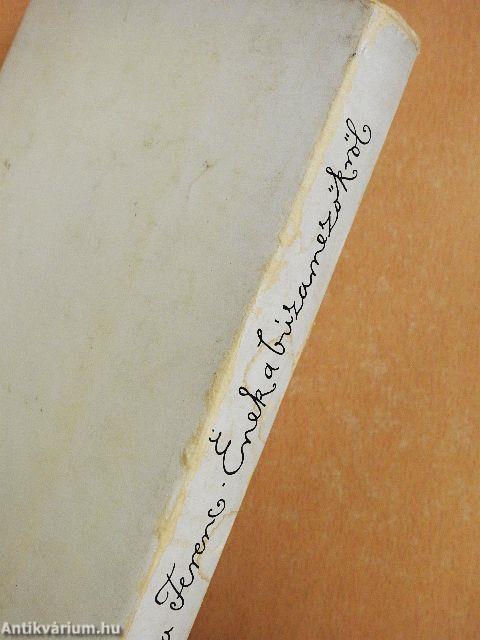 a Ferenc. Ének a búzamezőkről
Antikvárium.hu